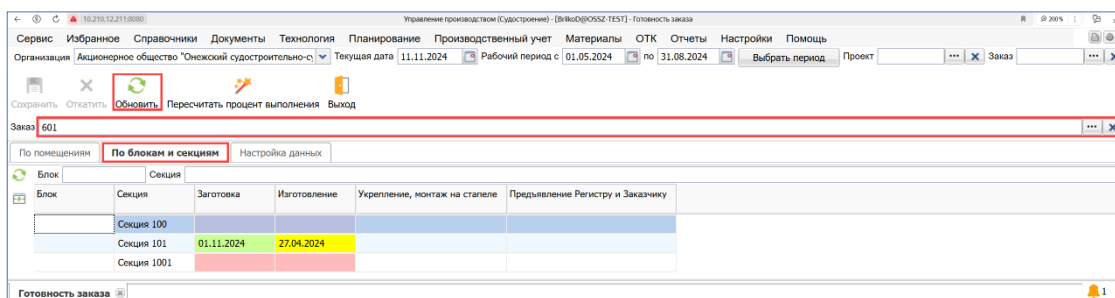 10.210.12.211:8080 Управление производством (Судостроение) - [BrilkoD@OSSZ-TEST] - Готовность заказа 200 %
Сервис Избранное Справочники Документы Технология Планирование Производственный учет Материалы ОТК Отчеты Настройки Помощь
Организация Акционерное общество "Онежский судостроительно-су Текущая дата 11.11.2024 Рабочий период с 01.05.2024 по 31.08.2024 Выбрать период Проект ... X Заказ ... X
Сохранить Откатить Обновить Пересчитать процент выполнения Выход
Заказ 601 ... X
По помещениям По блокам и секциям Настройка данных
Блок Секция
Блок Секция Заготовка Изготовление Укрепление, монтаж на стапеле Предъявление Регистру и Заказчику
Секция 100
Секция 101 01.11.2024 27.04.2024
Секция 1001
Готовность заказа 1